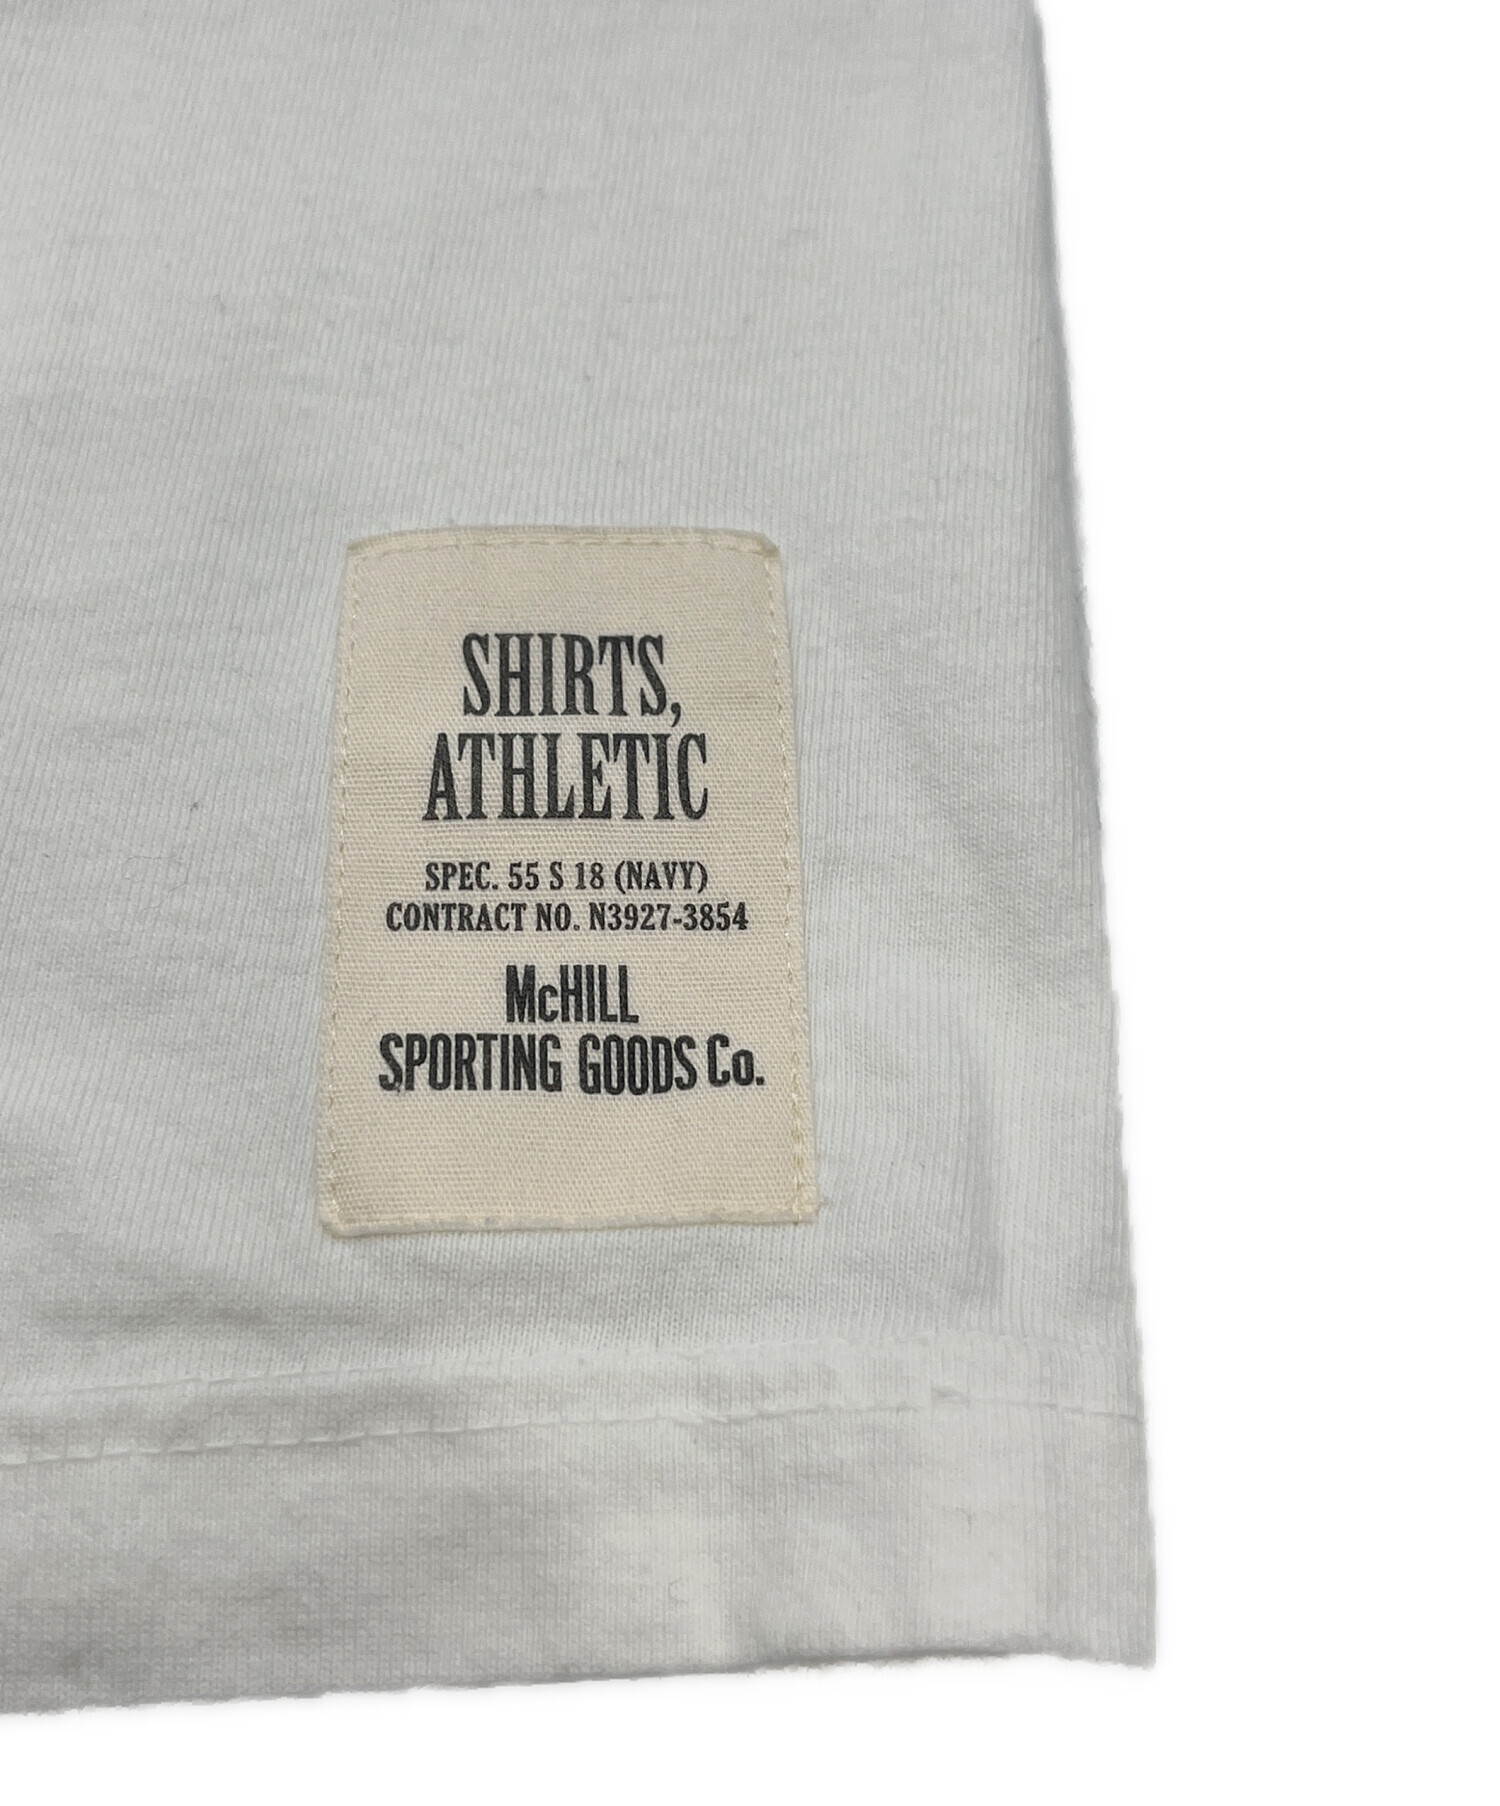 SHIRTS,
ATHLETIC
SPEC. 55 S 18 (NAVY)
CONTRACT NO. N3927-3854
McHILL
SPORTING GOODS Co.